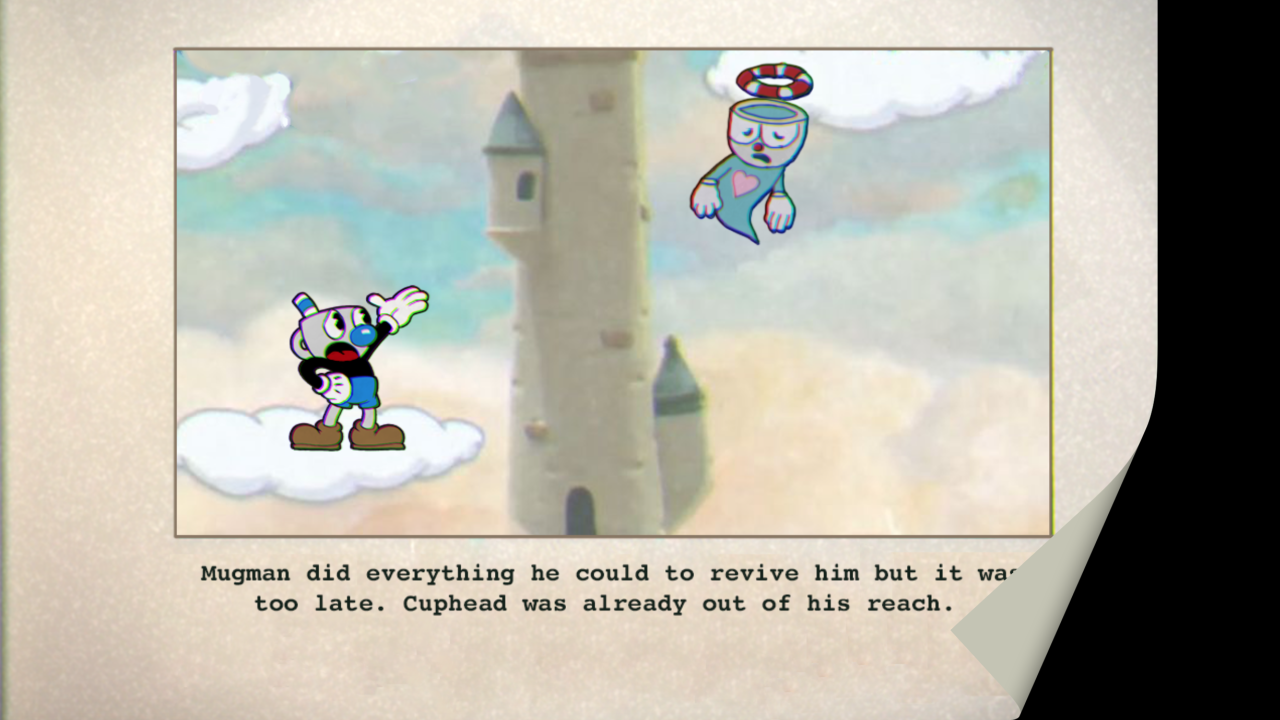 Mugman did everything he could to revive him but it was
too late. Cuphead was already out of his reach.